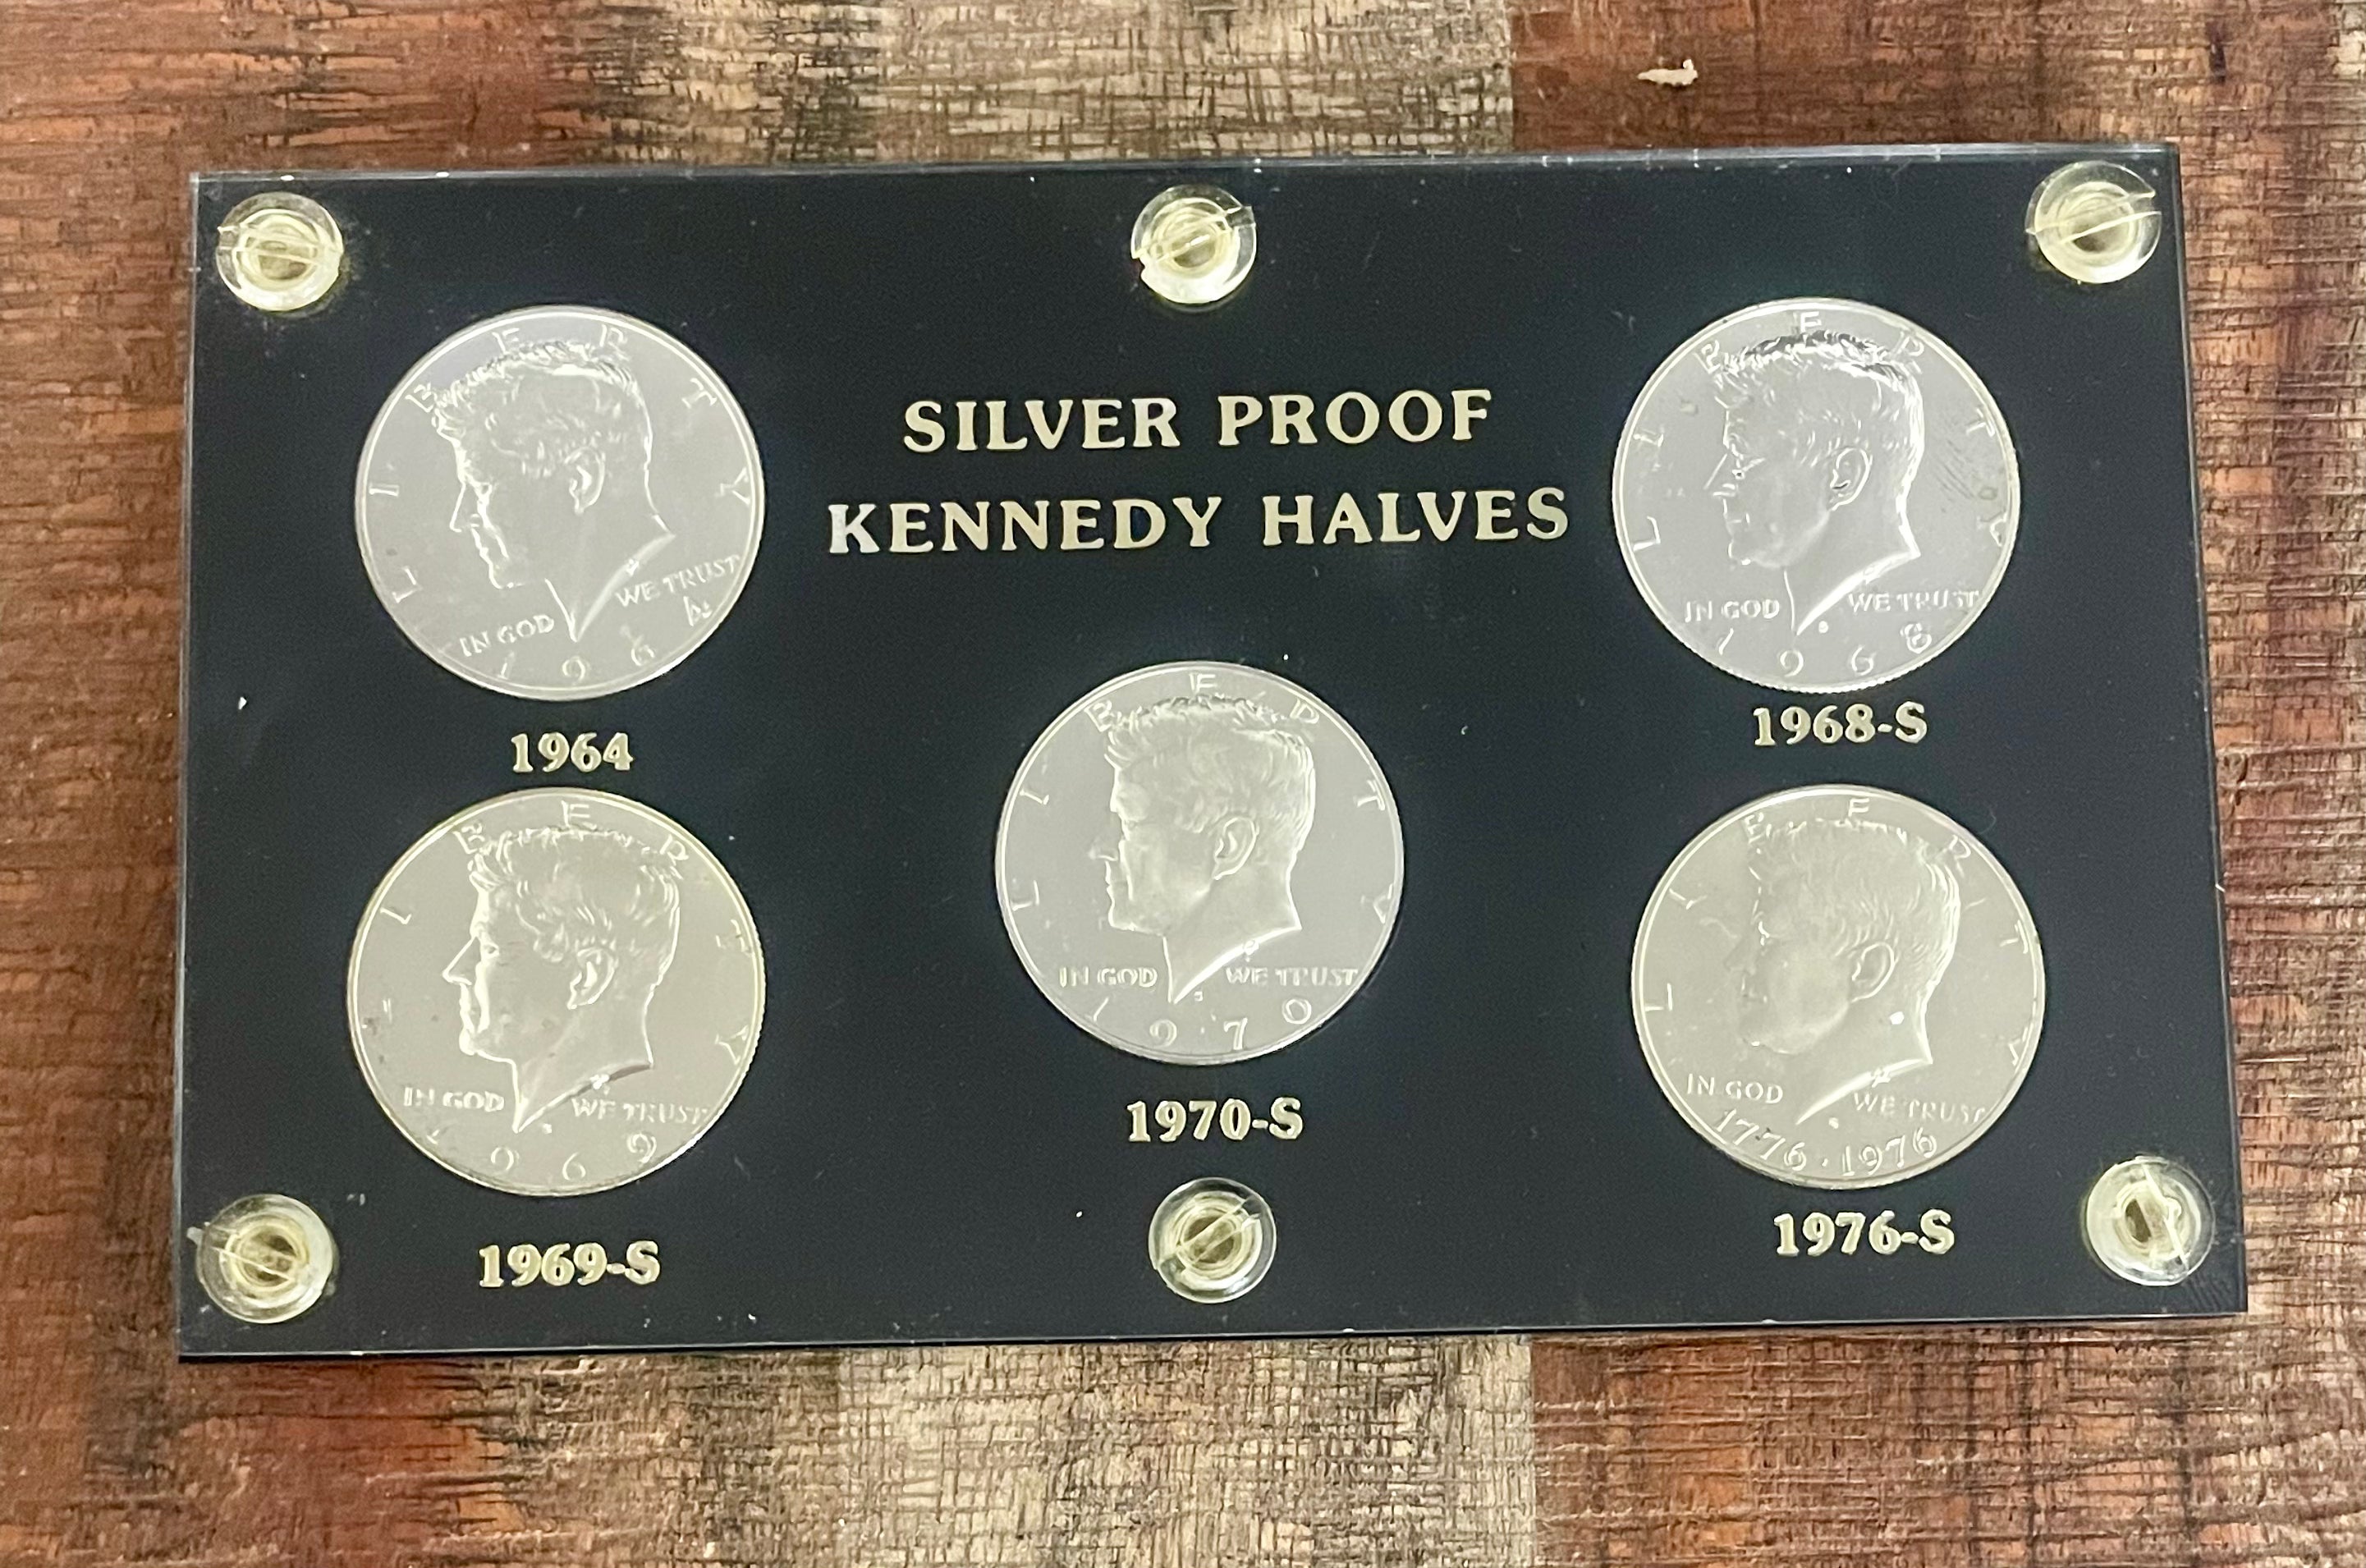 SILVER PROOF
KENNEDY HALVES
LIBERTY
IN GOD WE TRUST
1964
1964
LIBERTY
IN GOD WE TRUST
1968
1968-S
LIBERTY
IN GOD WE TRUST
1969
1969-S
LIBERTY
IN GOD WE TRUST
1970
1970-S
LIBERTY
IN GOD WE TRUST
1776 · 1976
1976-S